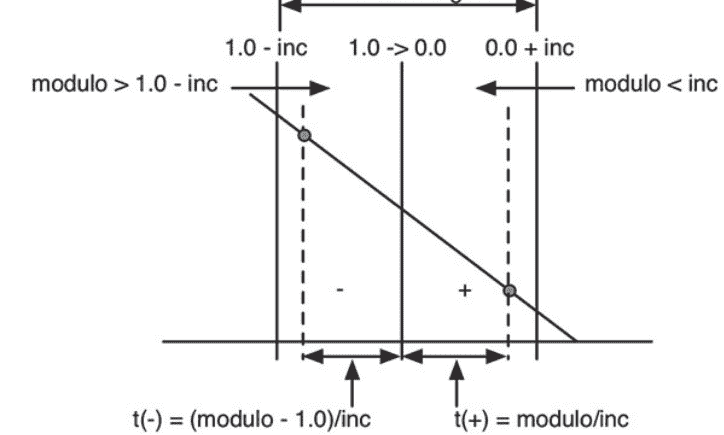 1.0 - inc 1.0 -> 0.0 0.0 + inc
modulo > 1.0 - inc modulo < inc
- +
t(-) = (modulo - 1.0)/inc t(+) = modulo/inc